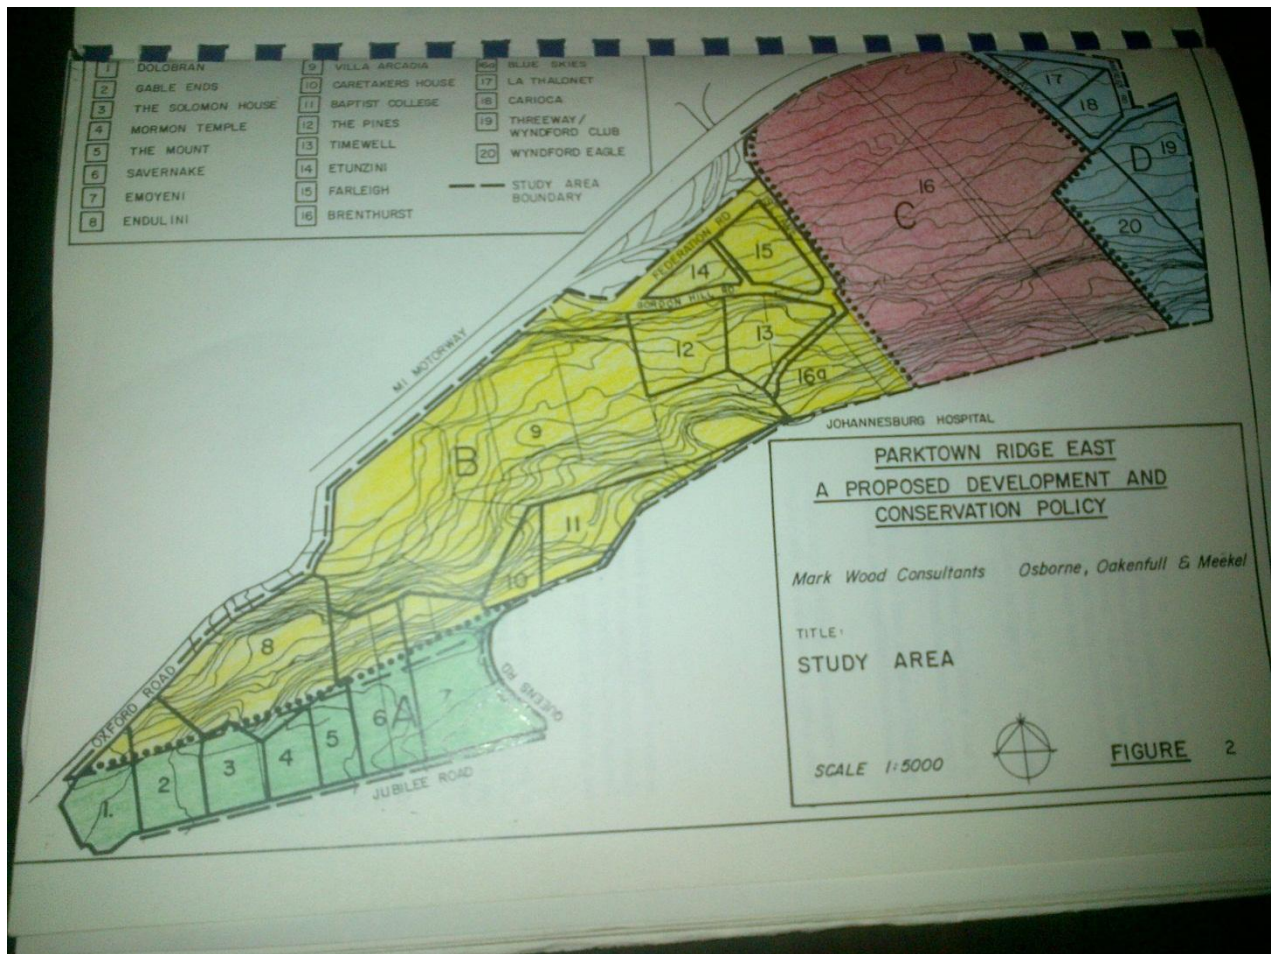 1 DOLOBRAN
2 GABLE ENDS
3 THE SOLOMON HOUSE
4 MORMON TEMPLE
5 THE MOUNT
6 SAVERNAKE
7 EMOYENI
8 ENDULINI
9 VILLA ARCADIA
10 CARETAKERS HOUSE
11 BAPTIST COLLEGE
12 THE PINES
13 TIMEWELL
14 ETUNZINI
15 FARLEIGH
16 BRENTHURST
16a BLUE SKIES
17 LA THALONET
18 CARIOCA
19 THREEWAY/
WYNDFORD CLUB
20 WYNDFORD EAGLE
STUDY AREA
BOUNDARY
17
18
D 19
20
16
C
FEDERATION RD
15
14
GORDON HILL RD
13
12
16a
M1 MOTORWAY
9
B
11
10
8
OXFORD ROAD
7
6 A
5
4
3
2
1.
QUEENS RD
JUBILEE ROAD
JOHANNESBURG HOSPITAL
PARKTOWN RIDGE EAST
A PROPOSED DEVELOPMENT AND
CONSERVATION POLICY
Mark Wood Consultants Osborne, Oakenfull & Meekel
TITLE:
STUDY AREA
SCALE 1:5000
FIGURE 2